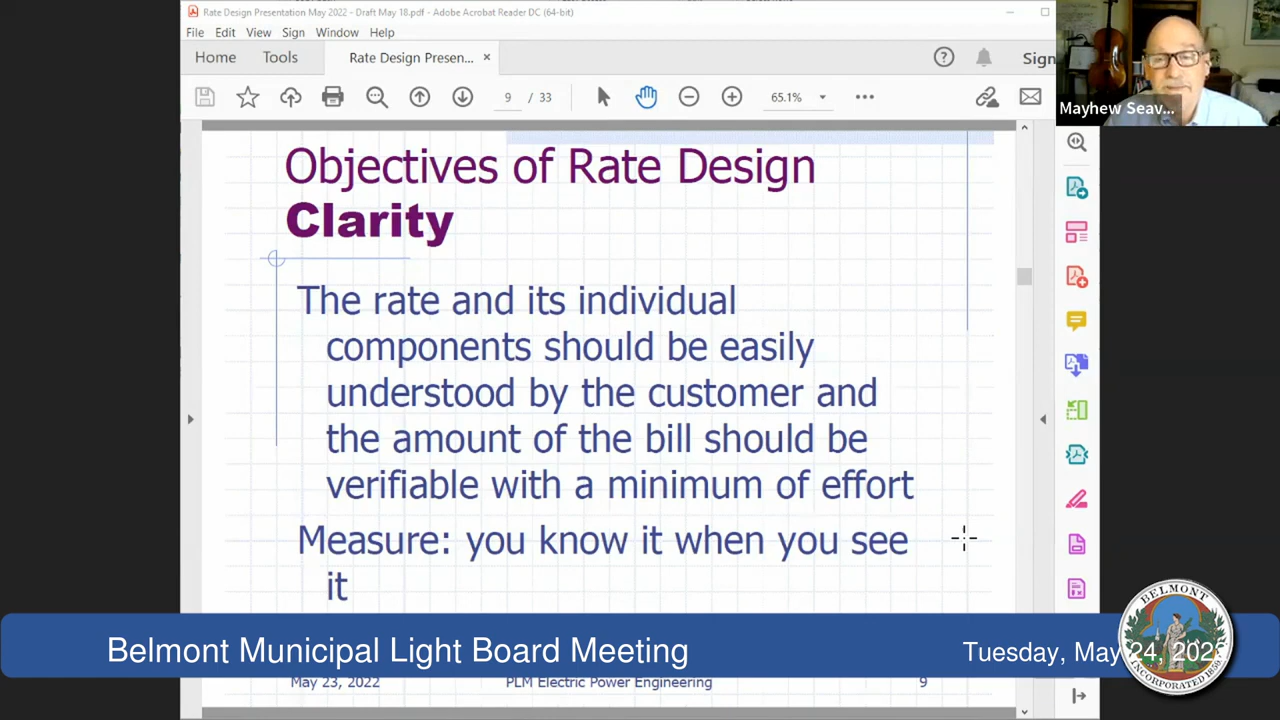 Rate Design Presentation May 2022 - Draft May 18.pdf - Adobe Acrobat Reader DC (64-bit)
File Edit View Sign Window Help
Home Tools Rate Design Presen... × Sign
9 / 33 65.1%
Mayhew Seav...
Objectives of Rate Design
Clarity
The rate and its individual
components should be easily
understood by the customer and
the amount of the bill should be
verifiable with a minimum of effort
Measure: you know it when you see
it
Belmont Municipal Light Board Meeting
Tuesday, May 24, 202
BELMONT
INCORPORATED 1859
May 23, 2022 PLM Electric Power Engineering 9